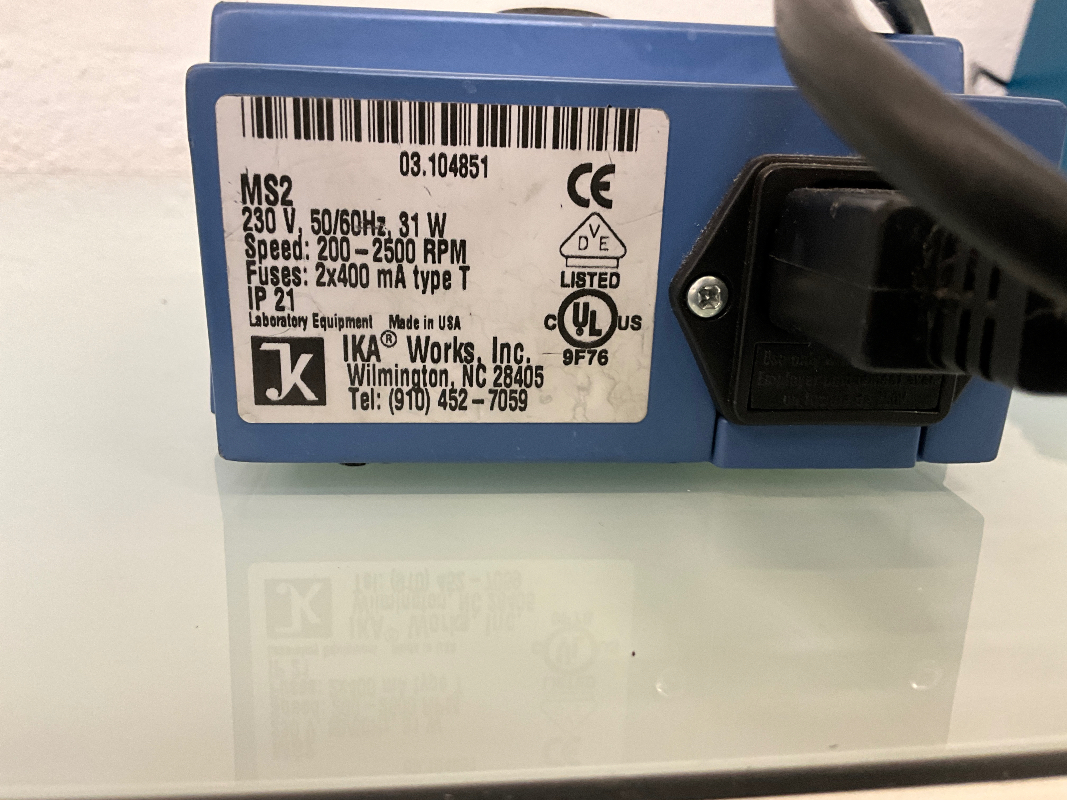 03.104851
MS2
230 V, 50/60Hz, 31 W
Speed: 200-2500 RPM
Fuses: 2x400 mA type T
IP 21
Laboratory Equipment Made in USA
IKA® Works, Inc.
Wilmington, NC 28405
Tel: (910) 452-7059
CE
VDE
LISTED
C UL US
9F76